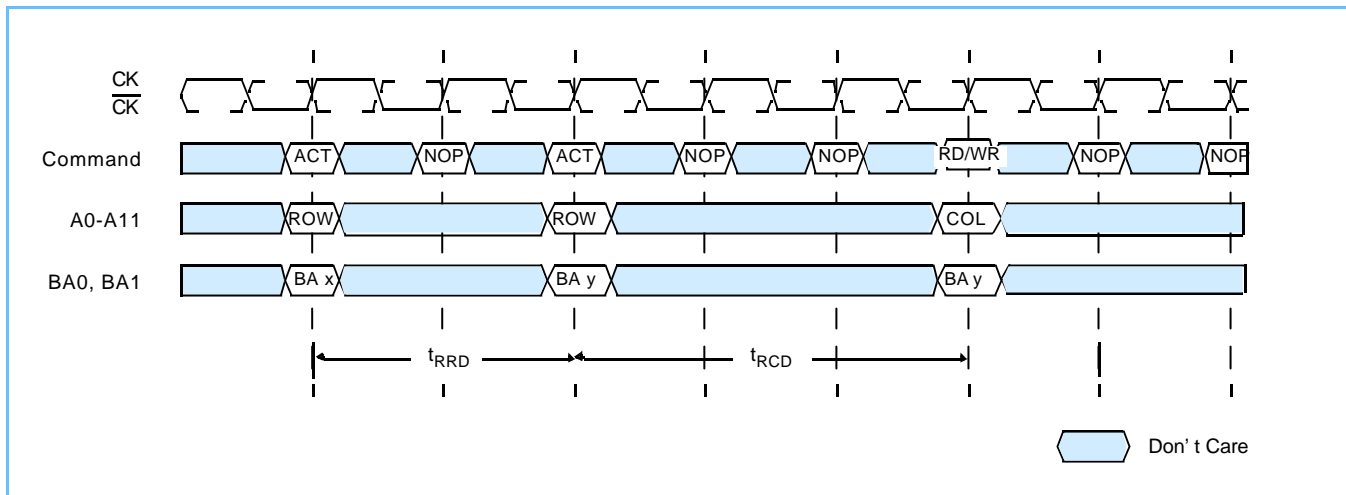 CK
CK
Command ACT NOP ACT NOP NOP RD/WR NOP NOP
A0-A11 ROW ROW COL
BA0, BA1 BA x BA y BA y
tRRD tRCD
Don' t Care